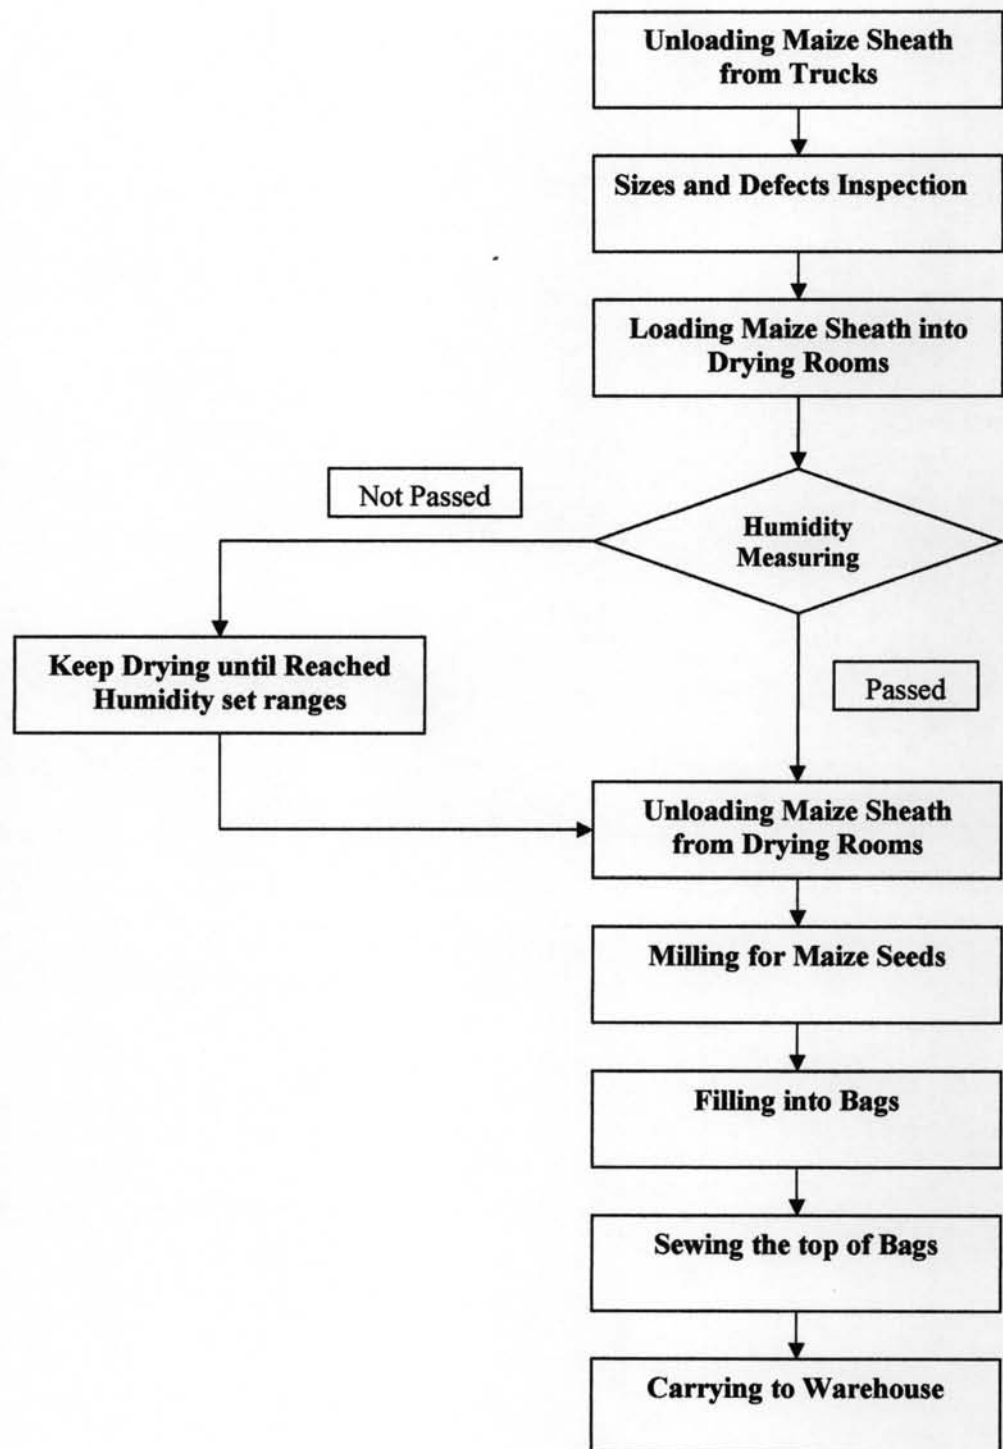 Unloading Maize Sheath
from Trucks
Sizes and Defects Inspection
Loading Maize Sheath into
Drying Rooms
Not Passed
Humidity
Measuring
Keep Drying until Reached
Humidity set ranges
Passed
Unloading Maize Sheath
from Drying Rooms
Milling for Maize Seeds
Filling into Bags
Sewing the top of Bags
Carrying to Warehouse